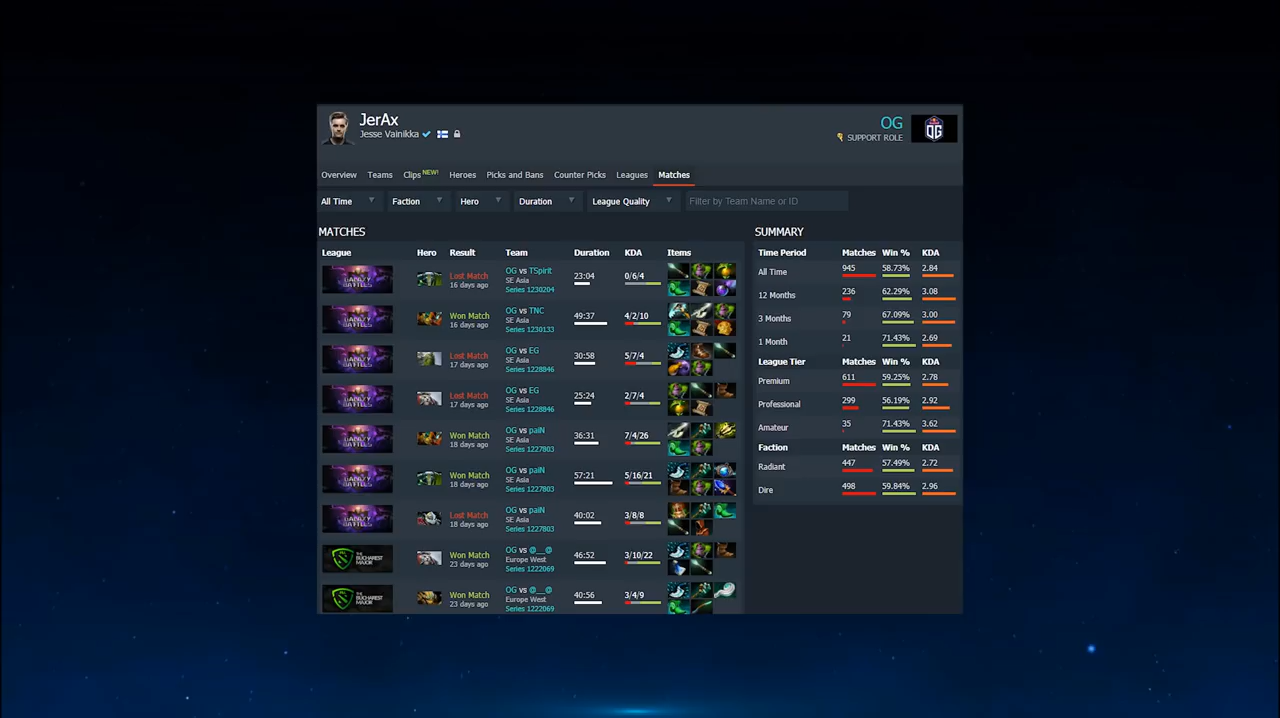 JerAx
Jesse Vainikka
OG
SUPPORT ROLE
OG
Overview Teams Clips NEW! Heroes Picks and Bans Counter Picks Leagues Matches
All Time Faction Hero Duration League Quality Filter by Team Name or ID
MATCHES
League Hero Result Team Duration KDA Items
Lost Match OG vs TSpirit 23:04 0/6/4
16 days ago SE Asia
Series 1230204
Won Match OG vs TNC 49:37 4/2/10
16 days ago SE Asia
Series 1230133
Lost Match OG vs EG 30:58 5/7/4
17 days ago SE Asia
Series 1228846
Lost Match OG vs EG 25:24 2/7/4
17 days ago SE Asia
Series 1228846
Won Match OG vs paiN 36:31 7/4/26
18 days ago SE Asia
Series 1227803
Won Match OG vs paiN 57:21 5/16/21
18 days ago SE Asia
Series 1227803
Lost Match OG vs paiN 40:02 3/8/8
18 days ago SE Asia
Series 1227803
THE BUCHAREST MAJOR Won Match OG vs @__@ 46:52 3/10/22
23 days ago Europe West
Series 1222069
THE BUCHAREST MAJOR Won Match OG vs @__@ 40:56 3/4/9
23 days ago Europe West
Series 1222069
SUMMARY
Time Period Matches Win % KDA
All Time 945 58.73% 2.84
12 Months 236 62.29% 3.08
3 Months 79 67.09% 3.00
1 Month 21 71.43% 2.69
League Tier Matches Win % KDA
Premium 611 59.25% 2.78
Professional 299 56.19% 2.92
Amateur 35 71.43% 3.62
Faction Matches Win % KDA
Radiant 447 57.49% 2.72
Dire 498 59.84% 2.96